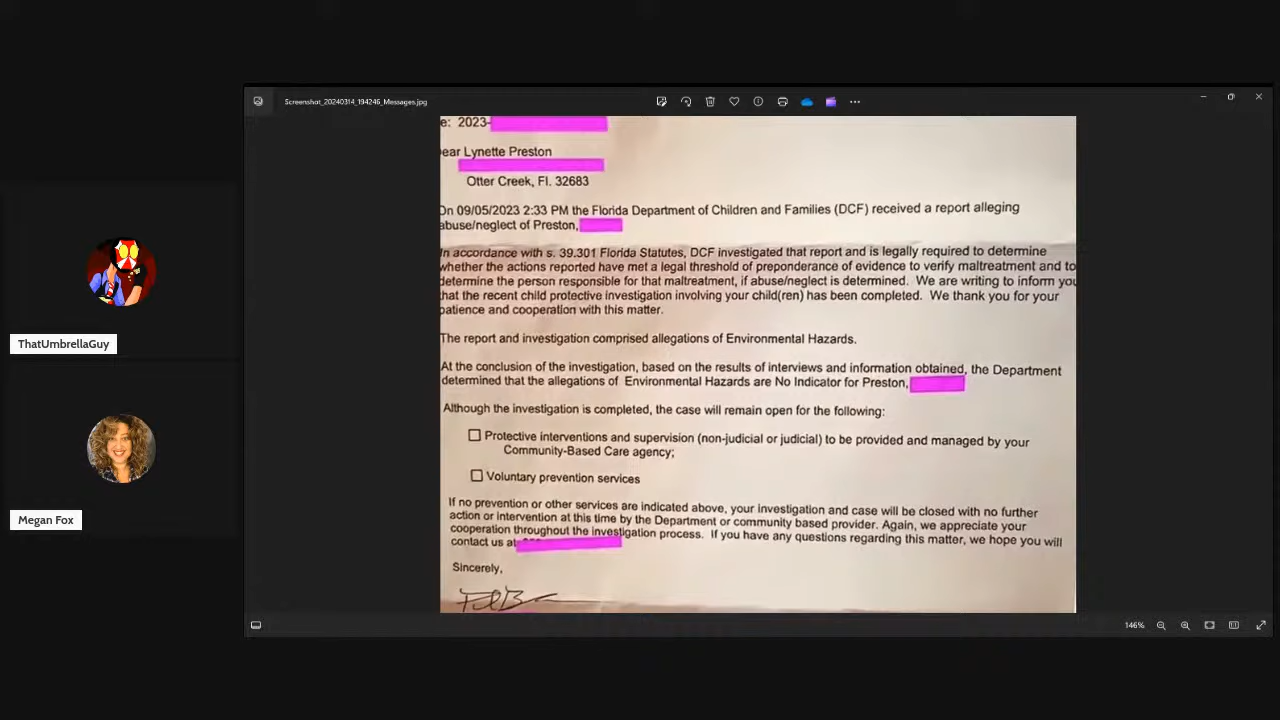 Screenshot_20240314_194246_Messages.jpg
e: 2023-
ear Lynette Preston
Otter Creek, Fl. 32683
On 09/05/2023 2:33 PM the Florida Department of Children and Families (DCF) received a report alleging
abuse/neglect of Preston,
In accordance with s. 39.301 Florida Statutes, DCF investigated that report and is legally required to determine
whether the actions reported have met a legal threshold of preponderance of evidence to verify maltreatment and to
determine the person responsible for that maltreatment, if abuse/neglect is determined. We are writing to inform you
that the recent child protective investigation involving your child(ren) has been completed. We thank you for your
patience and cooperation with this matter.
The report and investigation comprised allegations of Environmental Hazards.
At the conclusion of the investigation, based on the results of interviews and information obtained, the Department
determined that the allegations of Environmental Hazards are No Indicator for Preston,
Although the investigation is completed, the case will remain open for the following:
Protective interventions and supervision (non-judicial or judicial) to be provided and managed by your
Community-Based Care agency;
Voluntary prevention services
If no prevention or other services are indicated above, your investigation and case will be closed with no further
action or intervention at this time by the Department or community based provider. Again, we appreciate your
cooperation throughout the investigation process. If you have any questions regarding this matter, we hope you will
contact us at
Sincerely,
ThatUmbrellaGuy
Megan Fox
146%